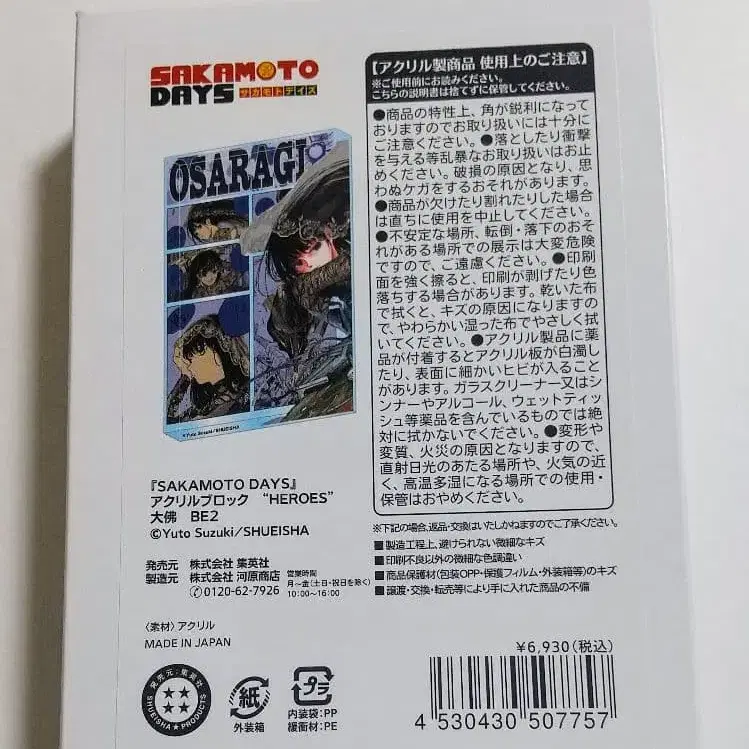 SAKAMOTO
DAYS サカモトデイズ
OSARAGI
©Yuto Suzuki/SHUEISHA
『SAKAMOTO DAYS』
アクリルブロック “HEROES”
大佛 BE2
©Yuto Suzuki/SHUEISHA
発売元 株式会社 集英社
製造元 株式会社 河原商店
0120-62-7926
営業時間
月~金(土・日・祝日を除く)
10:00~16:00
〈素材〉アクリル
MADE IN JAPAN
発売元:集英社
SHUEISHA★PRODUCTS
紙
外装箱
プラ
内装袋:PP
緩衝材:PE
【アクリル製商品 使用上のご注意】
※ご使用前にお読みください。
こちらの説明書は捨てずに保管してください。
●商品の特性上、角が鋭利になって
おりますのでお取り扱いには十分に
ご注意ください。●落としたり衝撃
を与える等乱暴なお取り扱いはお止
めください。破損の原因となり、思
わぬケガをするおそれがあります。
●商品が欠けたり割れたりした場合
は直ちに使用を中止してください。
●不安定な場所、転倒・落下のおそ
れがある場所での展示は大変危険
ですので、ご遠慮ください。●印刷
面を強く擦ると、印刷が剥げたり色
落ちする場合があります。乾いた布
で拭くと、キズの原因になりますの
で、やわらかい湿った布でやさしく拭
いてください。●アクリル製品に薬
品が付着するとアクリル板が白濁し
たり、表面に細かいヒビが入ること
があります。ガラスクリーナー又はシ
ンナーやアルコール、ウェットティッ
シュ等薬品を含んでいるものでは絶
対に拭かないでください。●変形や
変質、火災の原因となりますので、
直射日光のあたる場所や、火気の近
く、高温多湿になる場所での使用・
保管はおやめください。
※下記の場合、返品・交換はいたしかねますのでご了承ください。
■製造工程上、避けられない微細なキズ
■印刷不良以外の微細な色調違い
■商品保護材(包装OPP・保護フィルム・外装箱等)のキズ
■譲渡・交換・転売等により手に入れた商品の不備
¥6,930(税込)
4 530430 507757